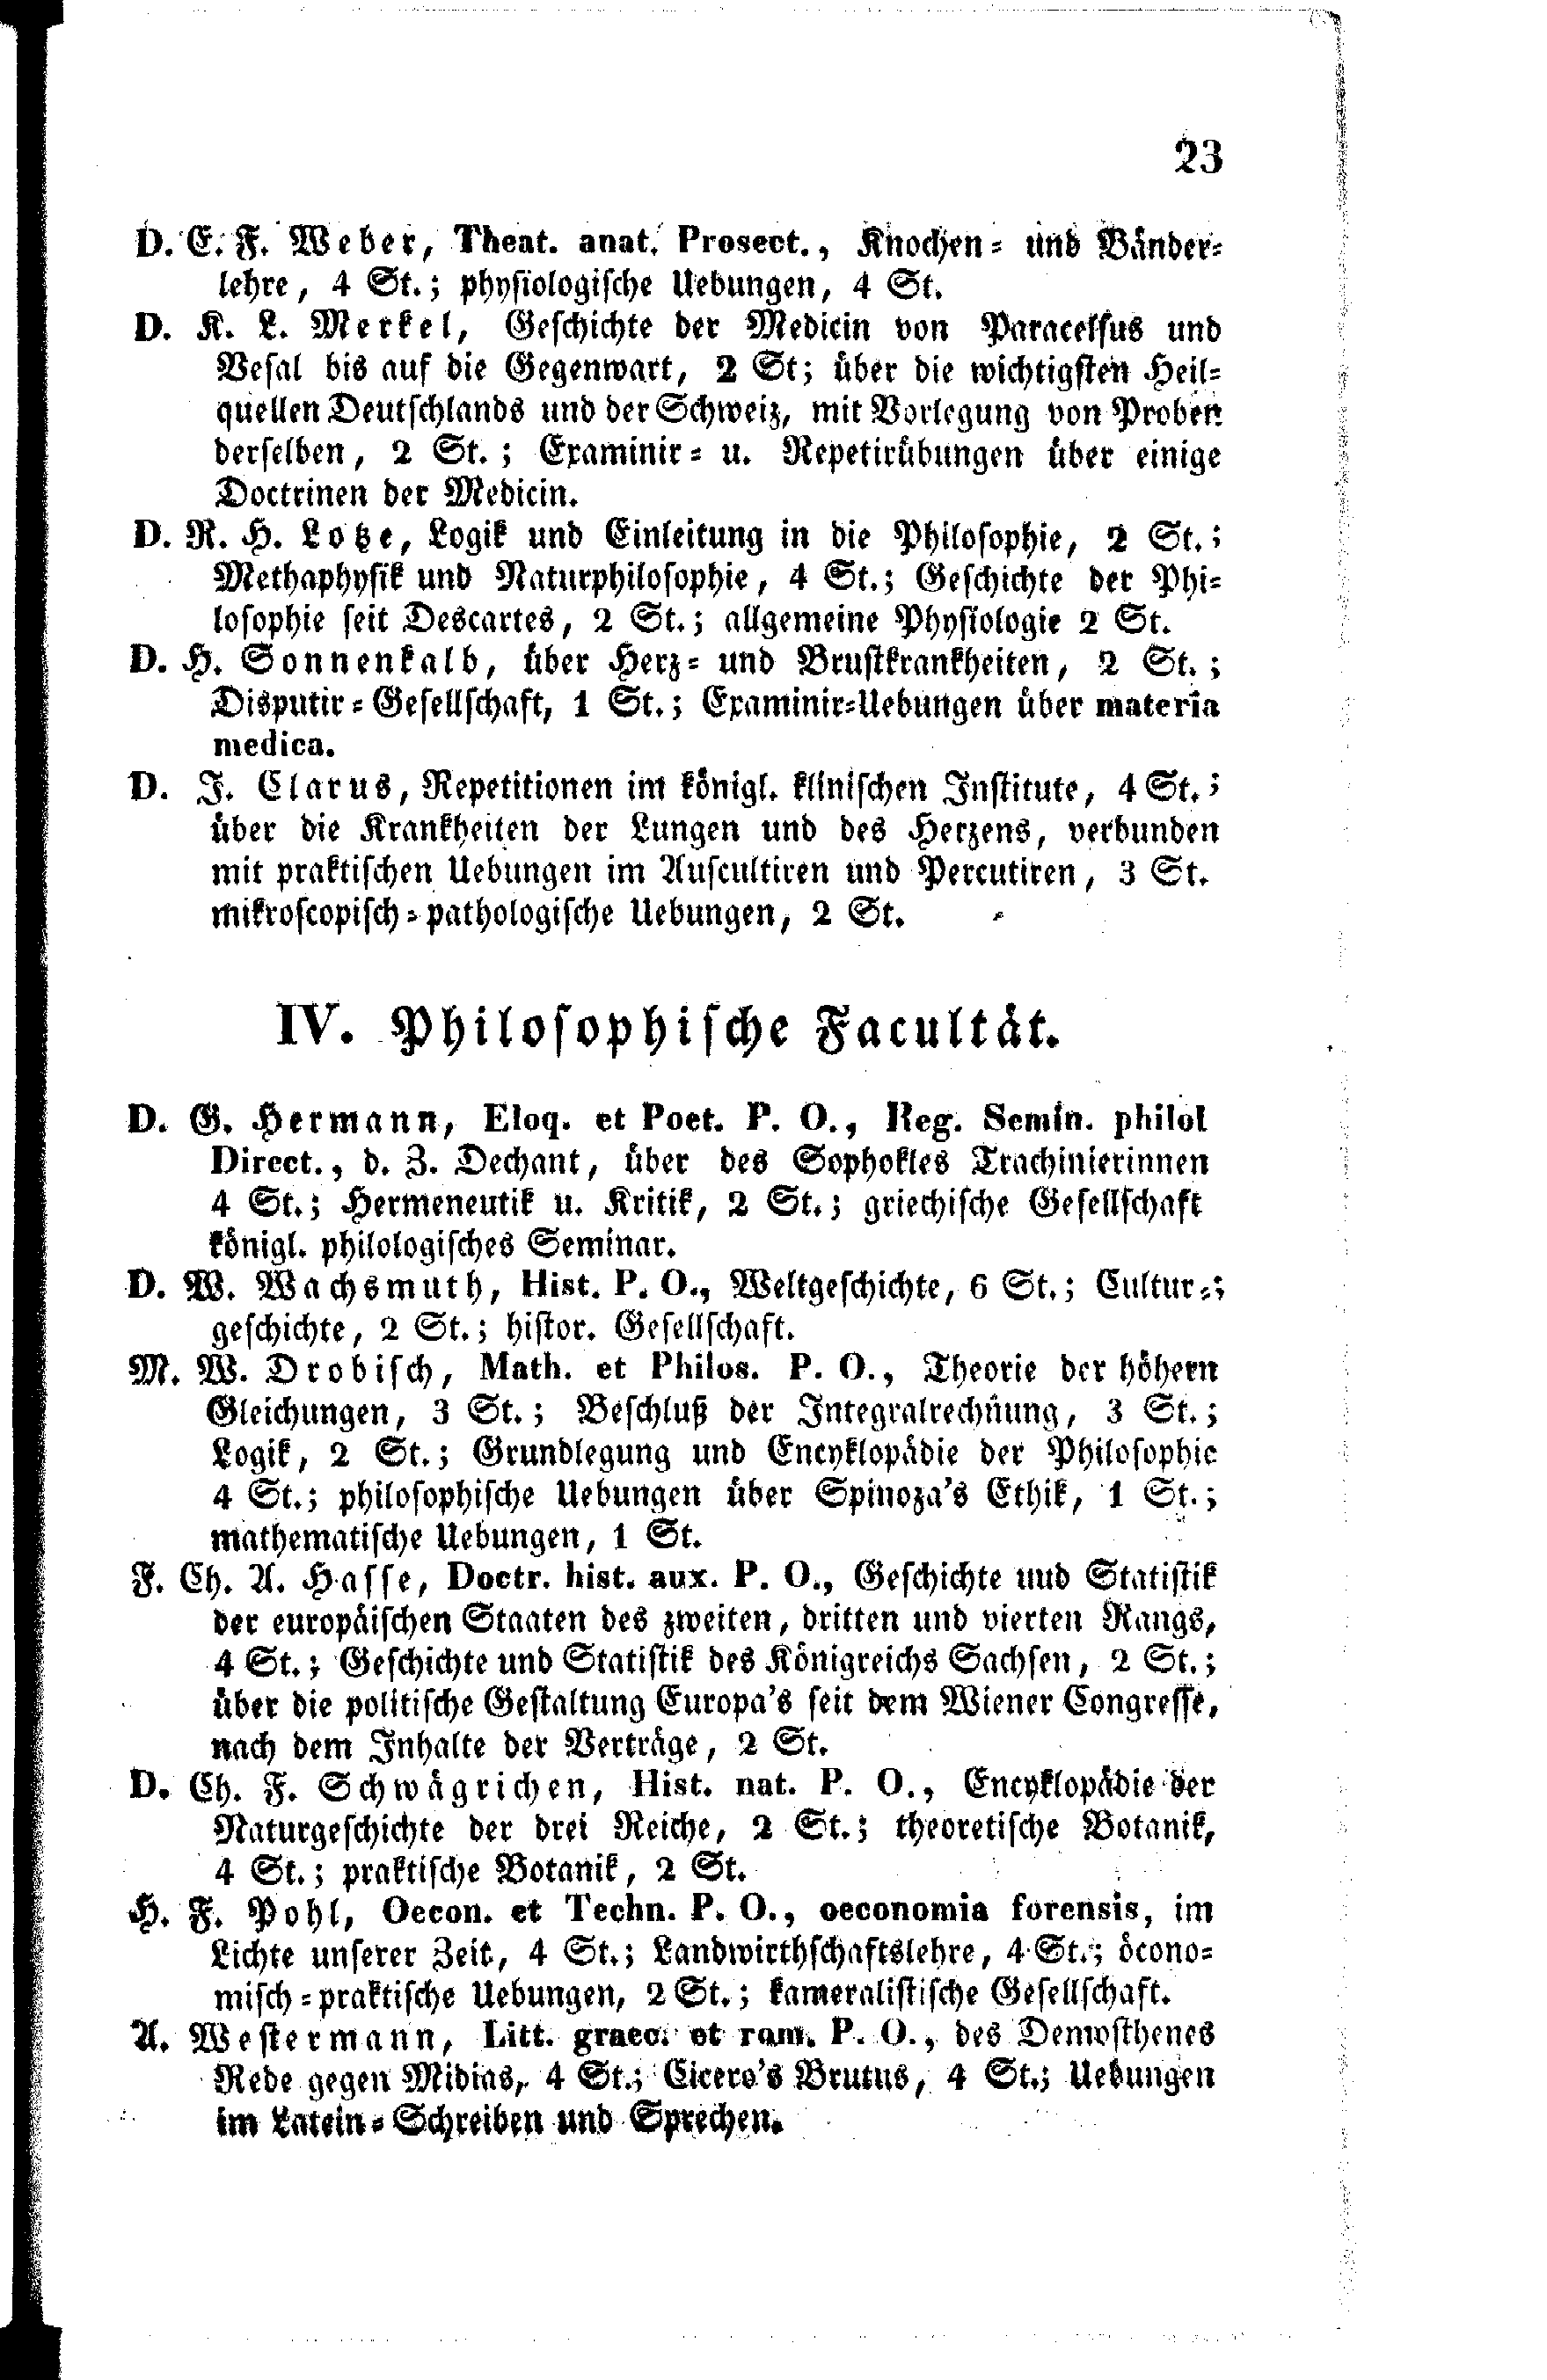 23
D. E. F. Weber, Theat. anat. Prosect., Knochen= und Bänder=
lehre, 4 St.; physiologische Uebungen, 4 St.
D. K. L. Merkel, Geschichte der Medicin von Paracelsus und
Vesal bis auf die Gegenwart, 2 St; über die wichtigsten Heil=
quellen Deutschlands und der Schweiz, mit Vorlegung von Proben
derselben, 2 St.; Examinir= u. Repetirübungen über einige
Doctrinen der Medicin.
D. R. H. Lotze, Logik und Einleitung in die Philosophie, 2 St.;
Methaphysik und Naturphilosophie, 4 St.; Geschichte der Phi=
losophie seit Descartes, 2 St.; allgemeine Physiologie 2 St.
D. H. Sonnenkalb, über Herz= und Brustkrankheiten, 2 St.;
Disputir=Gesellschaft, 1 St.; Examinir=Uebungen über materia
medica.
D. J. Clarus, Repetitionen im königl. klinischen Institute, 4 St.;
über die Krankheiten der Lungen und des Herzens, verbunden
mit praktischen Uebungen im Auscultiren und Percutiren, 3 St.
mikroscopisch=pathologische Uebungen, 2 St.
IV. Philosophische Facultät.
D. G. Hermann, Eloq. et Poet. P. O., Reg. Semin. philol
Direct., d. Z. Dechant, über des Sophokles Trachinierinnen
4 St.; Hermeneutik u. Kritik, 2 St.; griechische Gesellschaft
königl. philologisches Seminar.
D. W. Wachsmuth, Hist. P. O., Weltgeschichte, 6 St.; Cultur=;
geschichte, 2 St.; histor. Gesellschaft.
M. W. Drobisch, Math. et Philos. P. O., Theorie der höhern
Gleichungen, 3 St.; Beschluß der Integralrechnung, 3 St.;
Logik, 2 St.; Grundlegung und Encyklopädie der Philosophie
4 St.; philosophische Uebungen über Spinoza's Ethik, 1 St.;
mathematische Uebungen, 1 St.
F. Ch. A. Hasse, Doctr. hist. aux. P. O., Geschichte und Statistik
der europäischen Staaten des zweiten, dritten und vierten Rangs,
4 St.; Geschichte und Statistik des Königreichs Sachsen, 2 St.;
über die politische Gestaltung Europa's seit dem Wiener Congresse,
nach dem Inhalte der Verträge, 2 St.
D. Ch. F. Schwägrichen, Hist. nat. P. O., Encyklopädie der
Naturgeschichte der drei Reiche, 2 St.; theoretische Botanik,
4 St.; praktische Botanik, 2 St.
H. F. Pohl, Oecon. et Techn. P. O., oeconomia forensis, im
Lichte unserer Zeit, 4 St.; Landwirthschaftslehre, 4 St.; öcono=
misch=praktische Uebungen, 2 St.; kameralistische Gesellschaft.
A. Westermann, Litt. graec. et rom. P. O., des Demosthenes
Rede gegen Midias, 4 St.; Cicero's Brutus, 4 St.; Uebungen
im Latein=Schreiben und Sprechen.